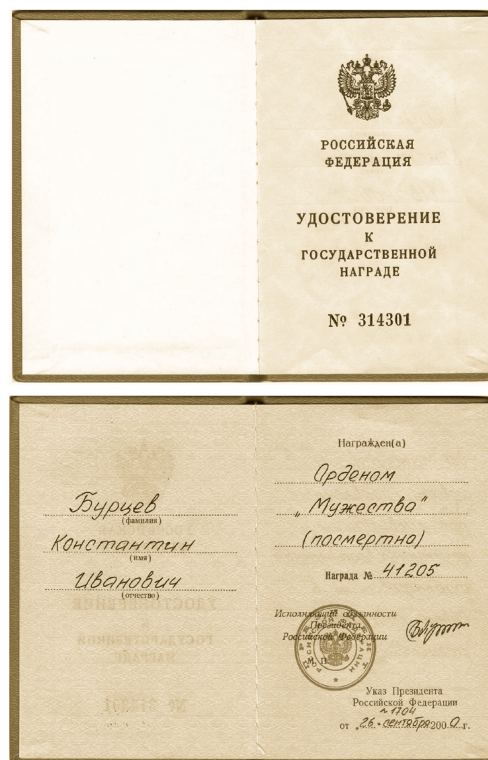 РОССИЙСКАЯ
ФЕДЕРАЦИЯ
УДОСТОВЕРЕНИЕ
К
ГОСУДАРСТВЕННОЙ
НАГРАДЕ
№ 314301
Бурцев
(фамилия)
Константин
(имя)
Иванович
(отчество)
Награжден(а)
Орденом
„Мужества"
(посмертно)
Награда № 41205
Исполняющий обязанности
Президента
Российской Федерации
М. П.
Указ Президента
Российской Федерации
№ 1704
от „26" сентября 2000 г.